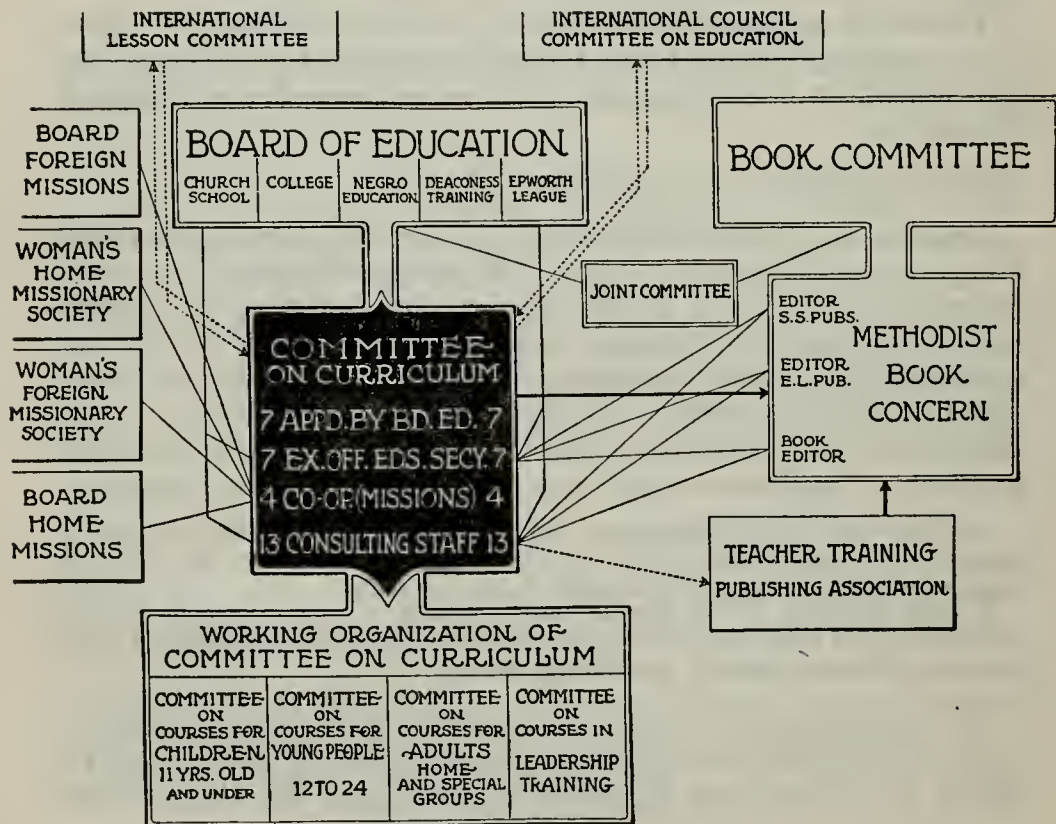 INTERNATIONAL
LESSON COMMITTEE
INTERNATIONAL COUNCIL
COMMITTEE ON EDUCATION
BOARD
FOREIGN
MISSIONS
WOMAN'S
HOME
MISSIONARY
SOCIETY
WOMAN'S
FOREIGN
MISSIONARY
SOCIETY
BOARD
HOME
MISSIONS
BOARD OF EDUCATION
CHURCH
SCHOOL
COLLEGE
NEGRO
EDUCATION
DEACONESS
TRAINING
EPWORTH
LEAGUE
BOOK COMMITTEE
JOINT COMMITTEE
EDITOR
S.S. PUBS.
EDITOR
E.L. PUB.
BOOK
EDITOR
METHODIST
BOOK
CONCERN
COMMITTEE
ON CURRICULUM
7 APP'D. BY BD. ED. 7
7 EX. OFF. EDS. SECY. 7
4 CO-OP. (MISSIONS) 4
13 CONSULTING STAFF 13
TEACHER TRAINING
PUBLISHING ASSOCIATION
WORKING ORGANIZATION OF
COMMITTEE ON CURRICULUM
COMMITTEE
ON
COURSES FOR
CHILDREN
11 YRS. OLD
AND UNDER
COMMITTEE
ON
COURSES FOR
YOUNG PEOPLE
12 TO 24
COMMITTEE
ON
COURSES FOR
ADULTS
HOME
AND SPECIAL
GROUPS
COMMITTEE
ON
COURSES IN
LEADERSHIP
TRAINING